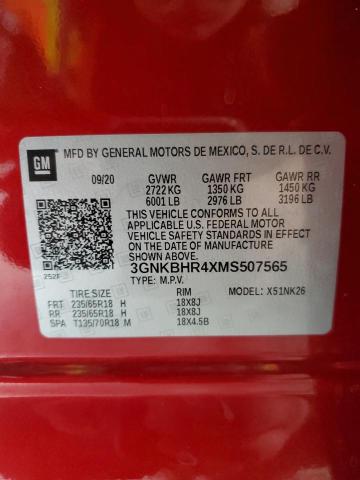 GM
MFD BY GENERAL MOTORS DE MEXICO, S. DE R.L. DE C.V.
09/20 GVWR GAWR FRT GAWR RR
2722 KG 1350 KG 1450 KG
6001 LB 2976 LB 3196 LB
THIS VEHICLE CONFORMS TO ALL
APPLICABLE U.S. FEDERAL MOTOR
VEHICLE SAFETY STANDARDS IN EFFECT
ON THE DATE OF MANUFACTURE
SHOWN ABOVE.
3GNKBHR4XMS507565
252F
TYPE: M.P.V.
TIRE SIZE RIM MODEL: X51NK26
FRT 235/65R18 H 18X8J
RR 235/65R18 H 18X8J
SPA T135/70R18 M 18X4.5B